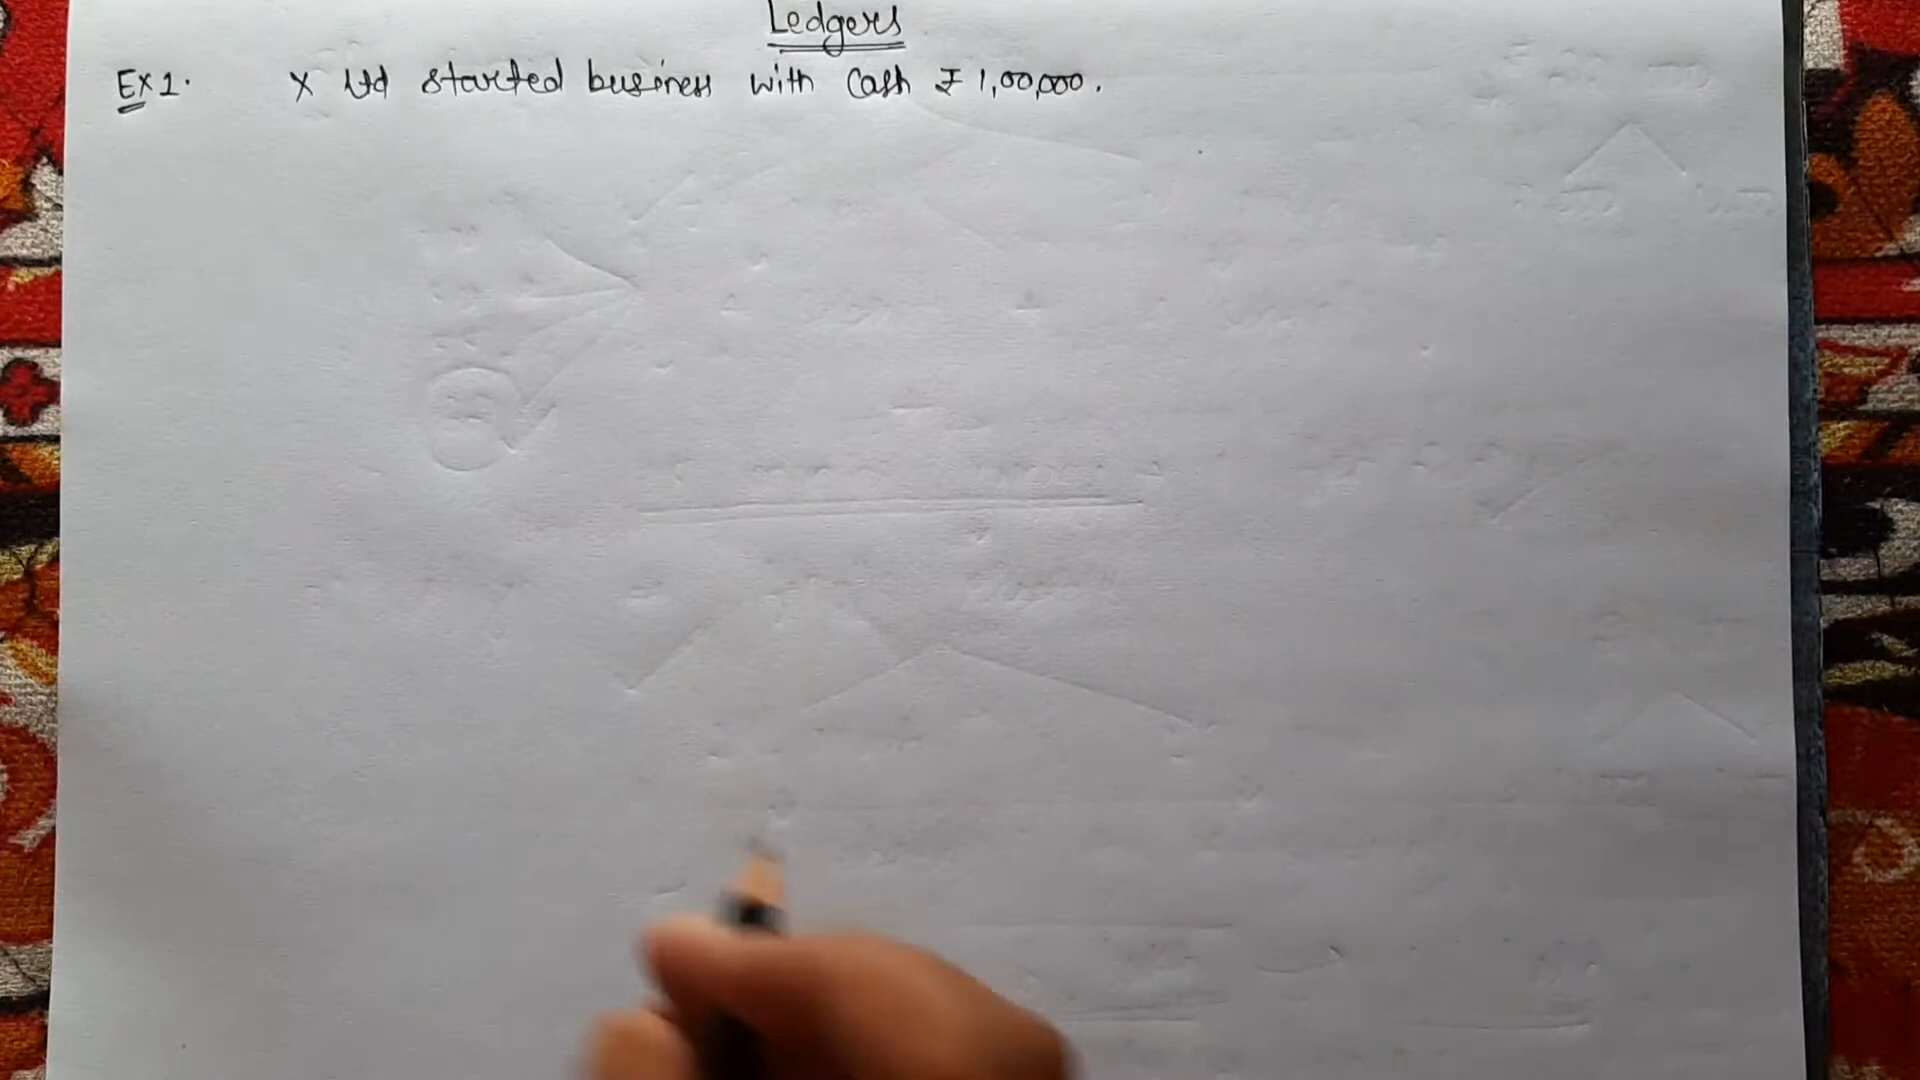 Ledgers
Ex 1. X Ltd started business with Cash ₹ 1,00,000.